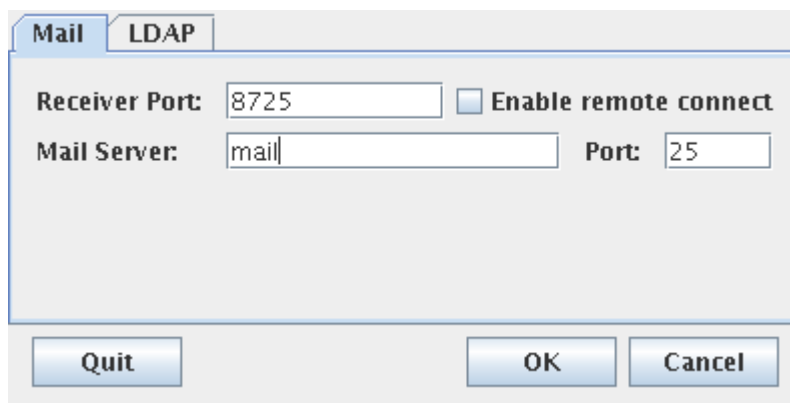 Mail LDAP
Receiver Port: 8725 Enable remote connect
Mail Server: mail Port: 25
Quit OK Cancel